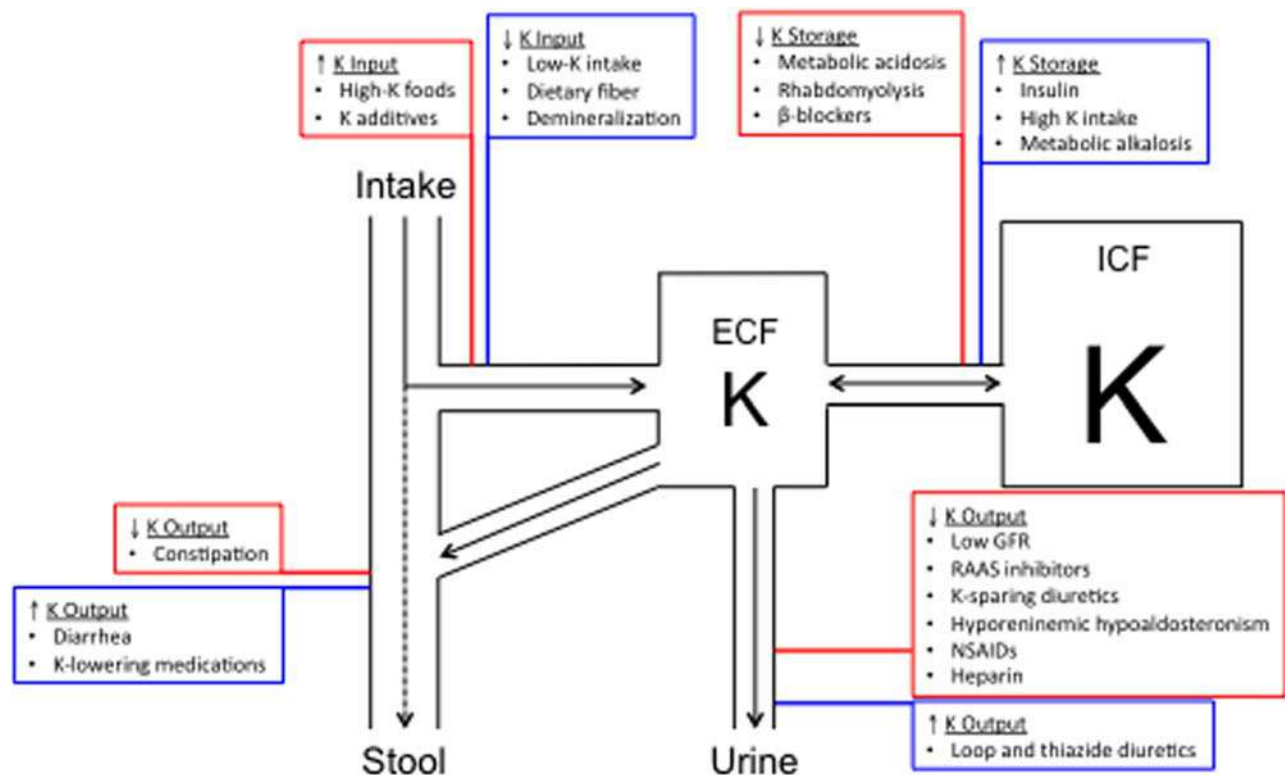 ↑ K Input
• High-K foods
• K additives
↓ K Input
• Low-K intake
• Dietary fiber
• Demineralization
↓ K Storage
• Metabolic acidosis
• Rhabdomyolysis
• β-blockers
↑ K Storage
• Insulin
• High K intake
• Metabolic alkalosis
Intake
ECF
K
ICF
K
↓ K Output
• Constipation
↑ K Output
• Diarrhea
• K-lowering medications
↓ K Output
• Low GFR
• RAAS inhibitors
• K-sparing diuretics
• Hyporeninemic hypoaldosteronism
• NSAIDs
• Heparin
↑ K Output
• Loop and thiazide diuretics
Stool
Urine